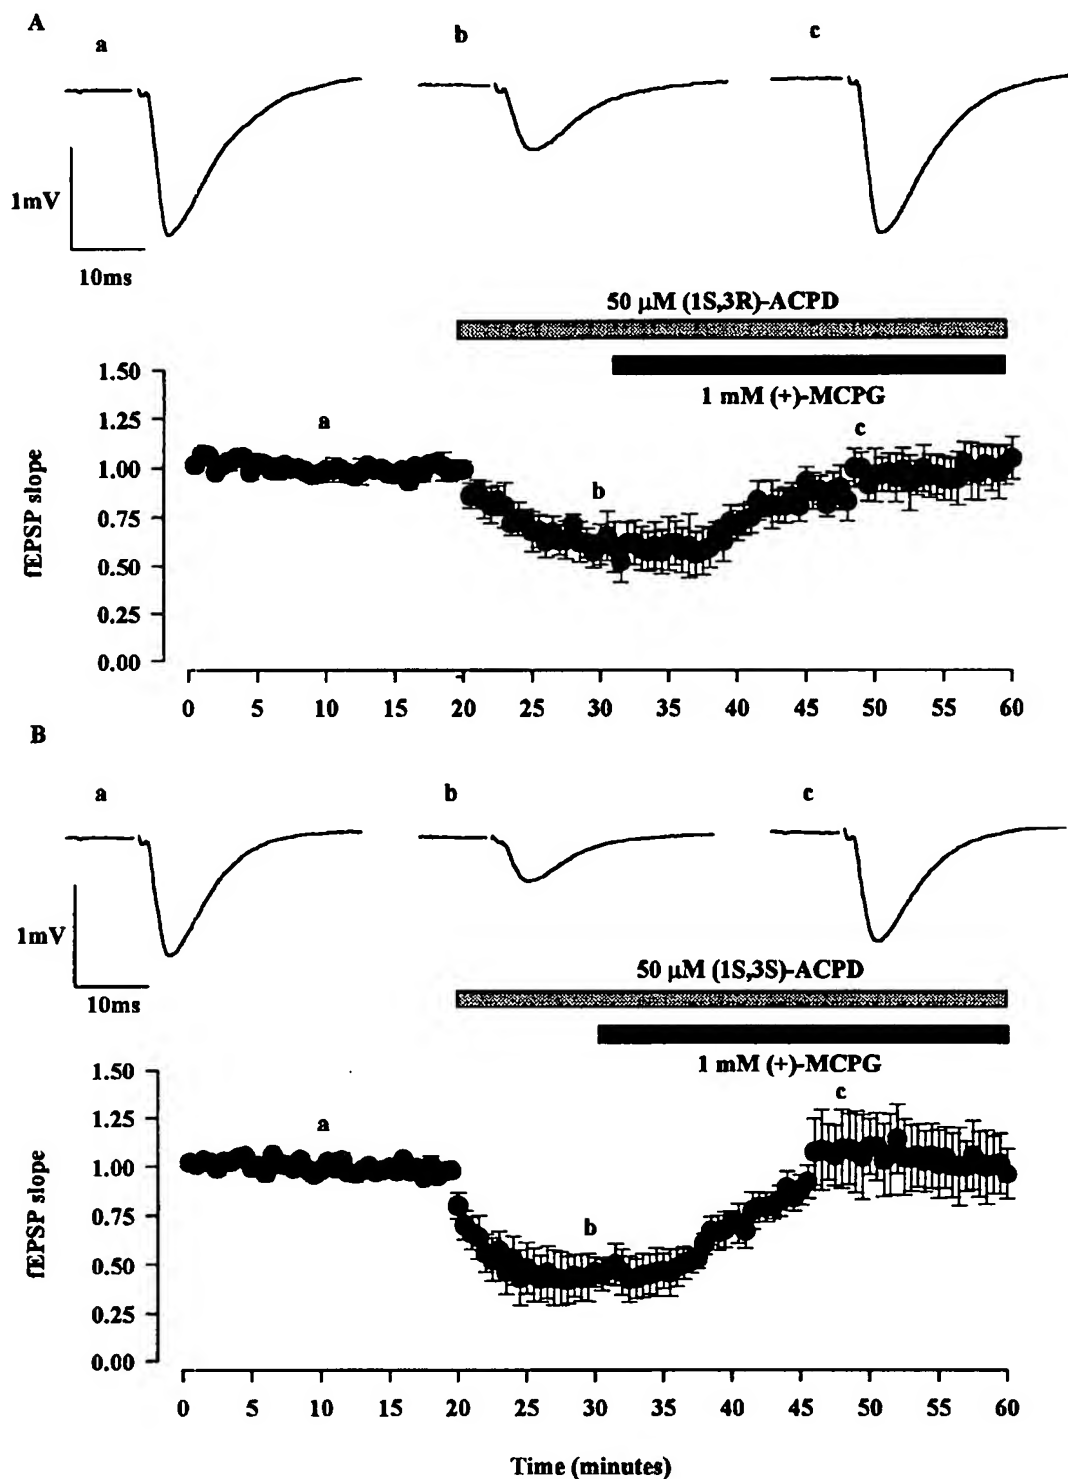 A
a b c
1mV
10ms
50 µM (1S,3R)-ACPD
1 mM (+)-MCPG
a
b
c
fEPSP slope
1.50
1.25
1.00
0.75
0.50
0.25
0.00
0 5 10 15 20 25 30 35 40 45 50 55 60
B
a b c
1mV
10ms
50 µM (1S,3S)-ACPD
1 mM (+)-MCPG
a
b
c
fEPSP slope
1.50
1.25
1.00
0.75
0.50
0.25
0.00
0 5 10 15 20 25 30 35 40 45 50 55 60
Time (minutes)